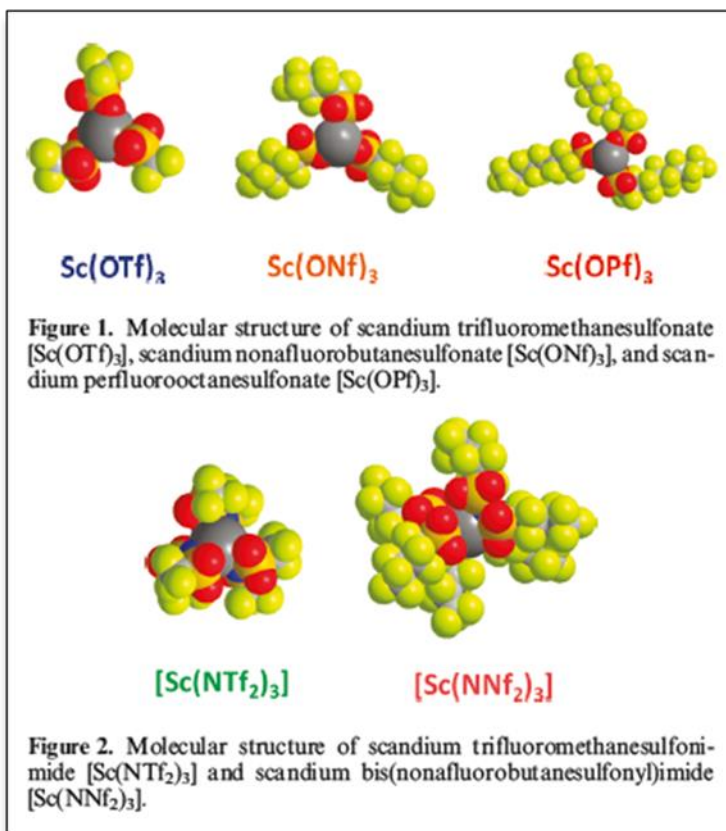 Sc(OTf)₃
Sc(ONf)₃
Sc(OPf)₃
Figure 1. Molecular structure of scandium trifluoromethanesulfonate
[Sc(OTf)₃], scandium nonafluorobutanesulfonate [Sc(ONf)₃], and scan-
dium perfluorooctanesulfonate [Sc(OPf)₃].
[Sc(NTf₂)₃]
[Sc(NNf₂)₃]
Figure 2. Molecular structure of scandium trifluoromethanesulfoni-
mide [Sc(NTf₂)₃] and scandium bis(nonafluorobutanesulfonyl)imide
[Sc(NNf₂)₃].